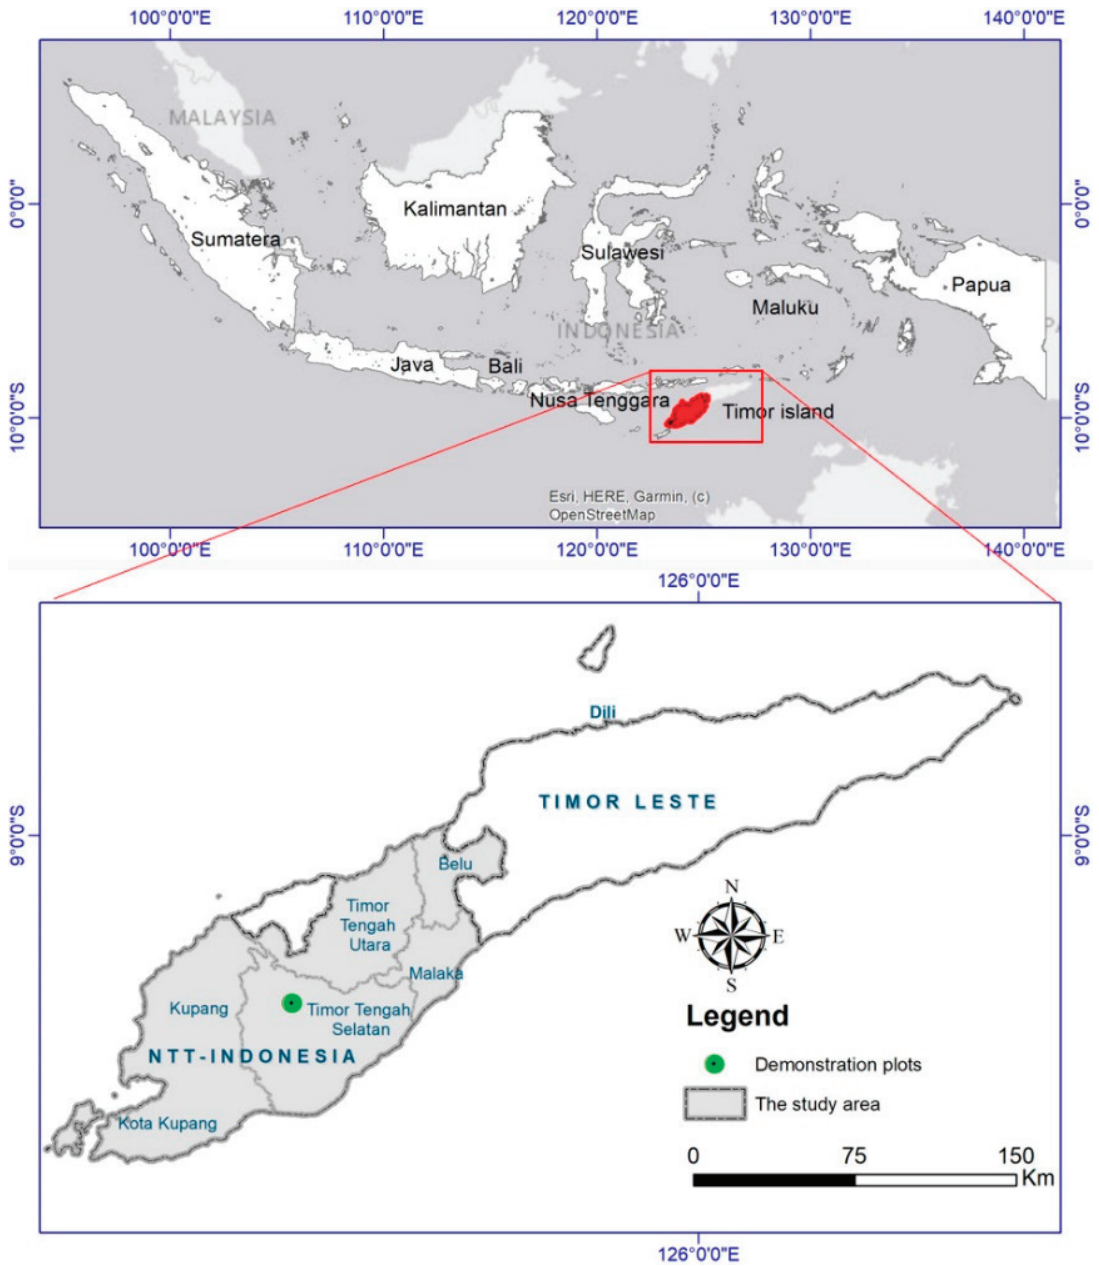 100°0'0"E 110°0'0"E 120°0'0"E 130°0'0"E 140°0'0"E
MALAYSIA
0°0'0" 0°0'0"
Kalimantan
Sumatera
Sulawesi
Papua
Maluku
INDONESIA
PA
Java
Bali
Nusa Tenggara
Timor island
10°0'0"S 10°0'0"S
Esri, HERE, Garmin, (c)
OpenStreetMap
100°0'0"E 110°0'0"E 120°0'0"E 130°0'0"E 140°0'0"E
126°0'0"E
Dili
TIMOR LESTE
9°0'0"S 9°0'0"S
Belu
Timor
Tengah
Utara
N
W E
S
Malaka
Kupang
Timor Tengah
Selatan
NTT-INDONESIA
Kota Kupang
Legend
Demonstration plots
The study area
0 75 150
Km
126°0'0"E